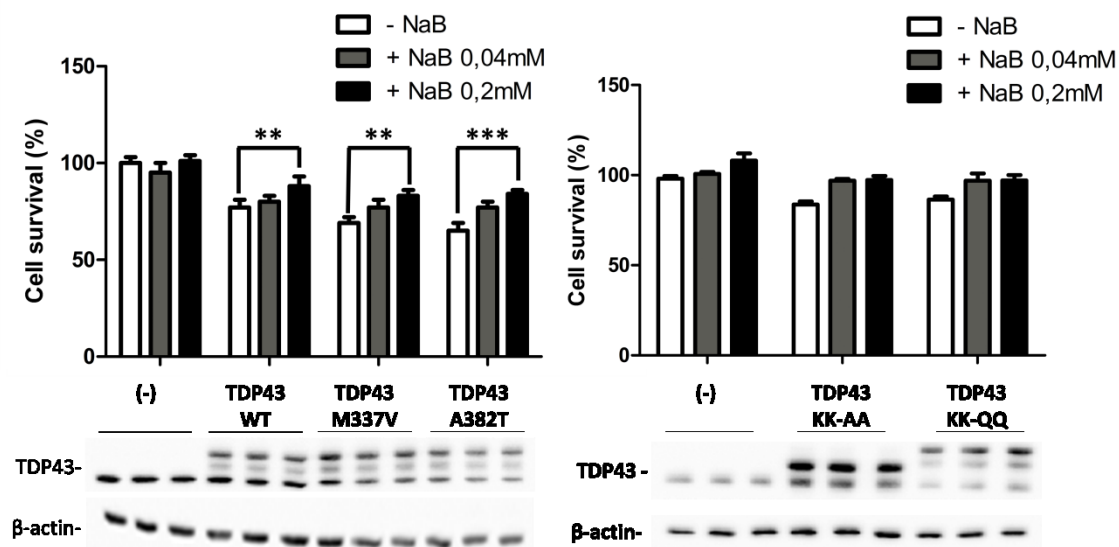 - NaB
+ NaB 0,04mM
+ NaB 0,2mM
Cell survival (%)
150
100
50
0
**
**
***
(-)
TDP43 WT
TDP43 M337V
TDP43 A382T
TDP43-
β-actin-
- NaB
+ NaB 0,04mM
+ NaB 0,2mM
Cell survival (%)
150
100
50
0
(-)
TDP43 KK-AA
TDP43 KK-QQ
TDP43 -
β-actin-